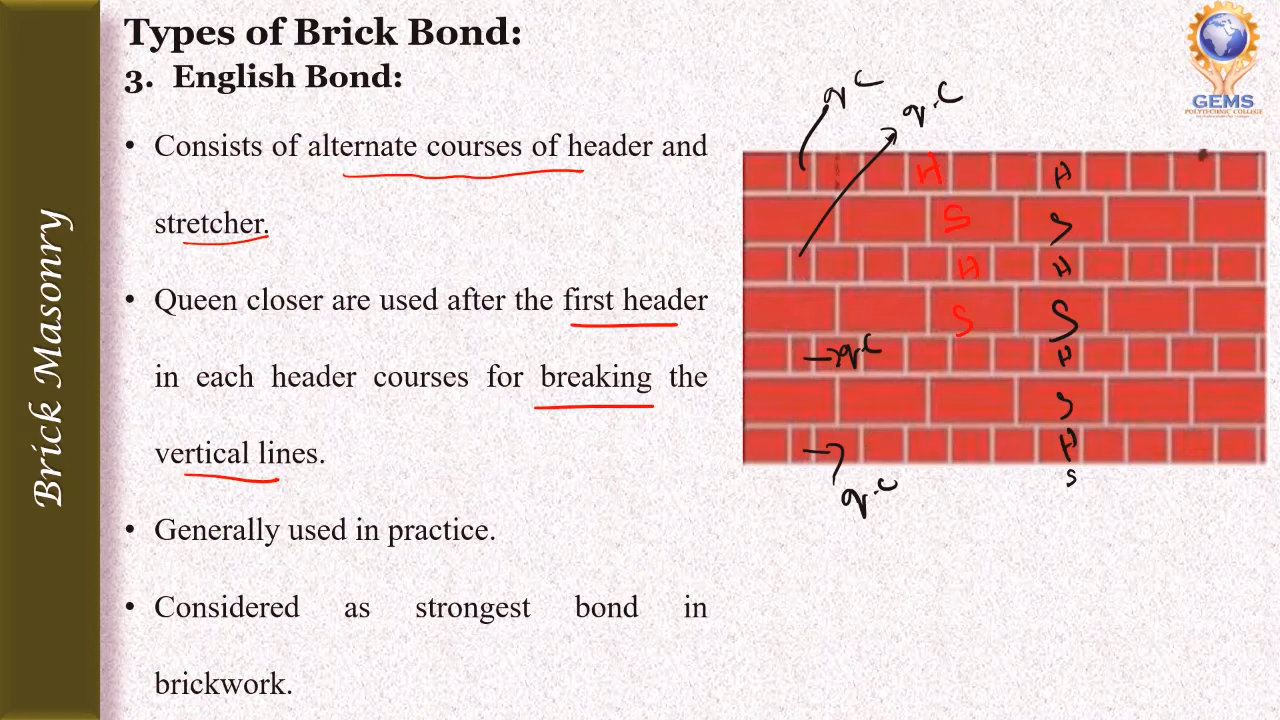 Types of Brick Bond:
3. English Bond:
• Consists of alternate courses of header and
stretcher.
• Queen closer are used after the first header
in each header courses for breaking the
vertical lines.
• Generally used in practice.
• Considered as strongest bond in
brickwork.
Brick Masonry
GEMS
POLYTECHNIC COLLEGE
q C
q.C
H H
S S
H H
S S
q.C H
S
H
q.C S